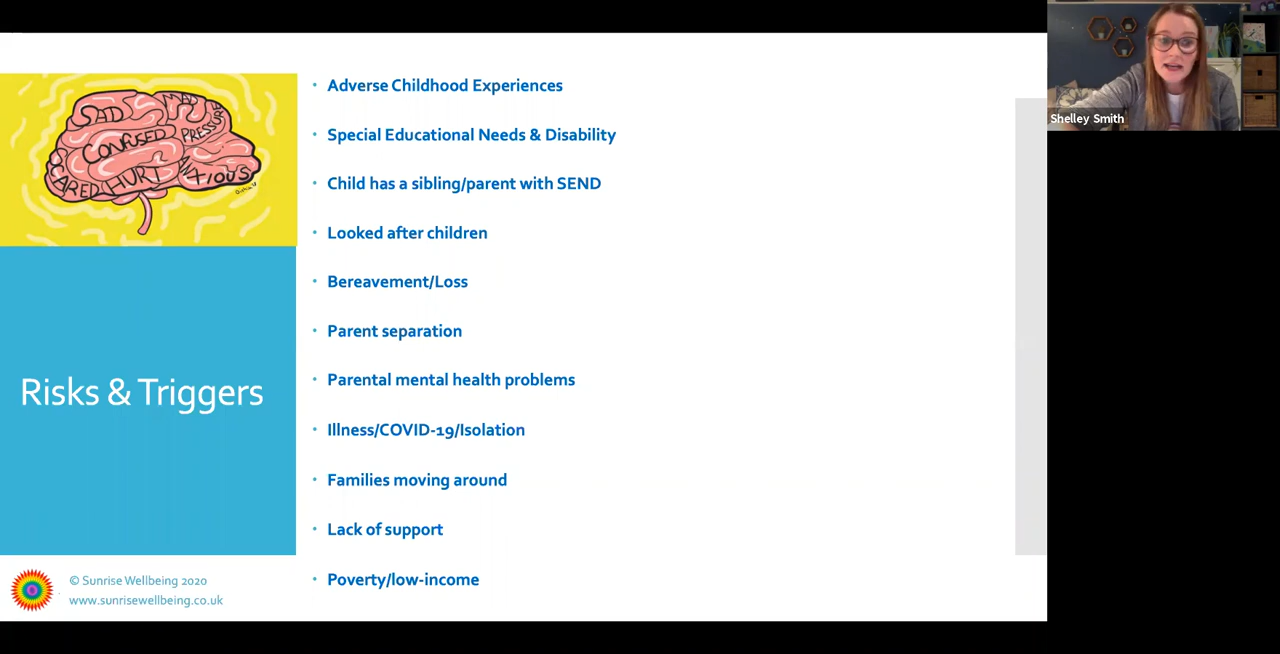 SAD
MAD
PRESSURE
CONFUSED
SCARED
HURT
ANXIOUS
Risks & Triggers
© Sunrise Wellbeing 2020
www.sunrisewellbeing.co.uk
• Adverse Childhood Experiences
• Special Educational Needs & Disability
• Child has a sibling/parent with SEND
• Looked after children
• Bereavement/Loss
• Parent separation
• Parental mental health problems
• Illness/COVID-19/Isolation
• Families moving around
• Lack of support
• Poverty/low-income
Shelley Smith